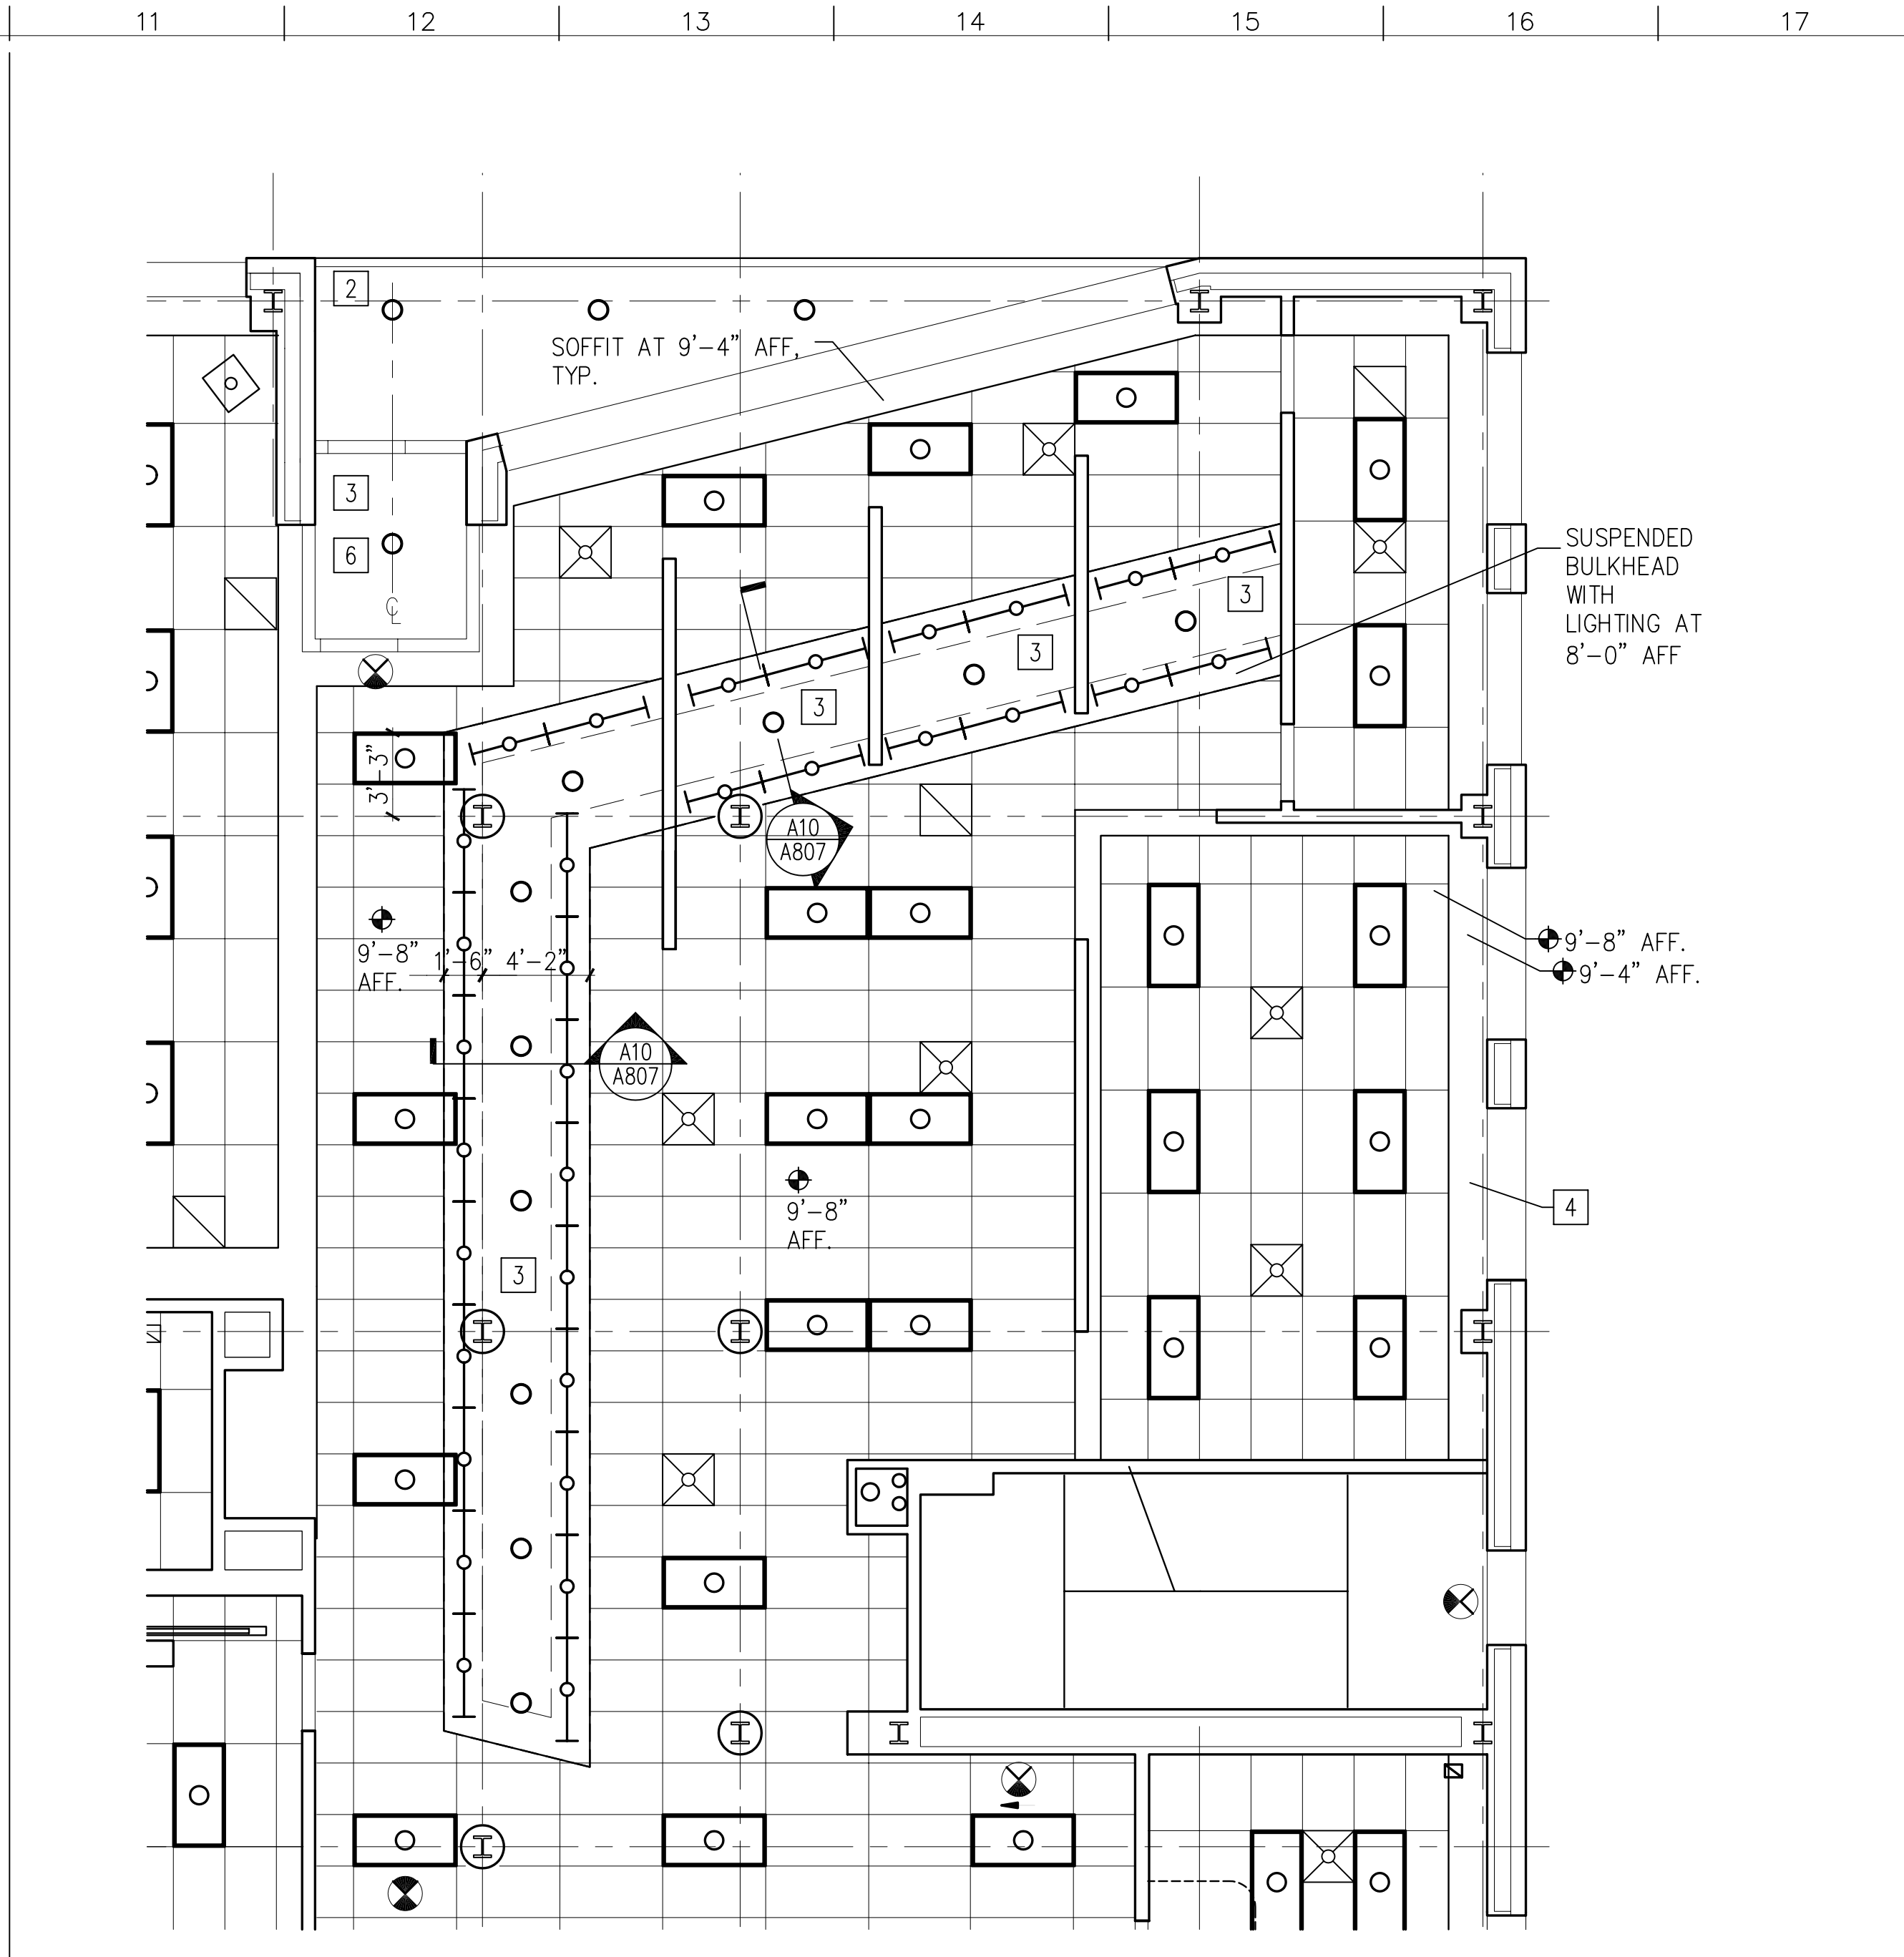 11
12
13
14
15
16
17
2
SOFFIT AT 9'-4" AFF,
TYP.
3
6
℄
SUSPENDED
BULKHEAD
WITH
LIGHTING AT
8'-0" AFF
3
3
3
3'-3"
A10
A807
9'-8"
AFF.
1'-6"
4'-2"
9'-8" AFF.
9'-4" AFF.
A10
A807
9'-8"
AFF.
4
3